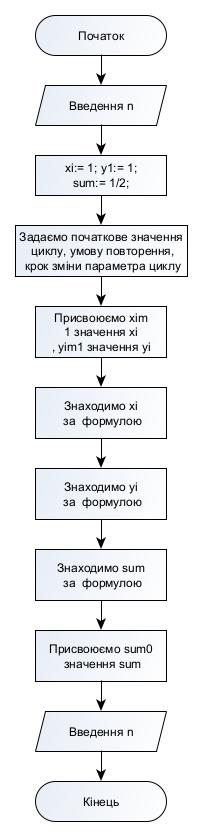 Початок
Введення n
xi:= 1; y1:= 1;
sum:= 1/2;
Задаємо початкове значення
циклу, умову повторення,
крок зміни параметра циклу
Присвоюємо xim
1 значення xi
, yim1 значення yi
Знаходимо xi
за формулою
Знаходимо yi
за формулою
Знаходимо sum
за формулою
Присвоюємо sum0
значення sum
Введення n
Кінець